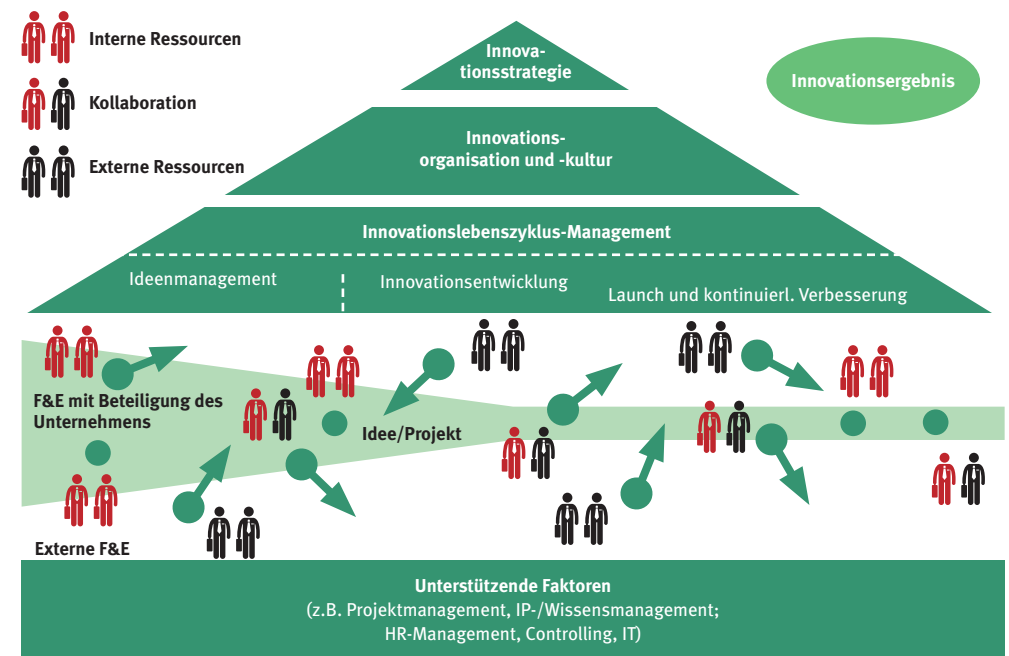 Interne Ressourcen
Kollaboration
Externe Ressourcen
Innova-
tionsstrategie
Innovationsergebnis
Innovations-
organisation und -kultur
Innovationslebenszyklus-Management
Ideenmanagement
Innovationsentwicklung
Launch und kontinuierl. Verbesserung
F&E mit Beteiligung des
Unternehmens
Idee/Projekt
Externe F&E
Unterstützende Faktoren
(z.B. Projektmanagement, IP-/Wissensmanagement;
HR-Management, Controlling, IT)